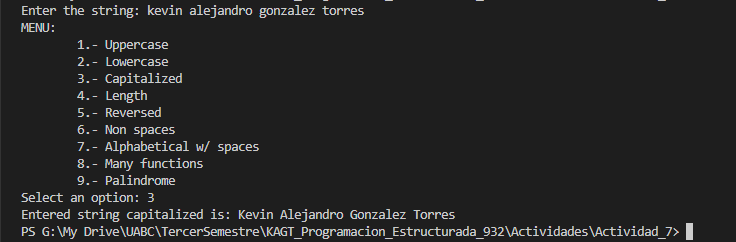 Enter the string: kevin alejandro gonzalez torres
MENU:
1.- Uppercase
2.- Lowercase
3.- Capitalized
4.- Length
5.- Reversed
6.- Non spaces
7.- Alphabetical w/ spaces
8.- Many functions
9.- Palindrome
Select an option: 3
Entered string capitalized is: Kevin Alejandro Gonzalez Torres
PS G:\My Drive\UABC\TercerSemestre\KAGT_Programacion_Estructurada_932\Actividades\Actividad_7>